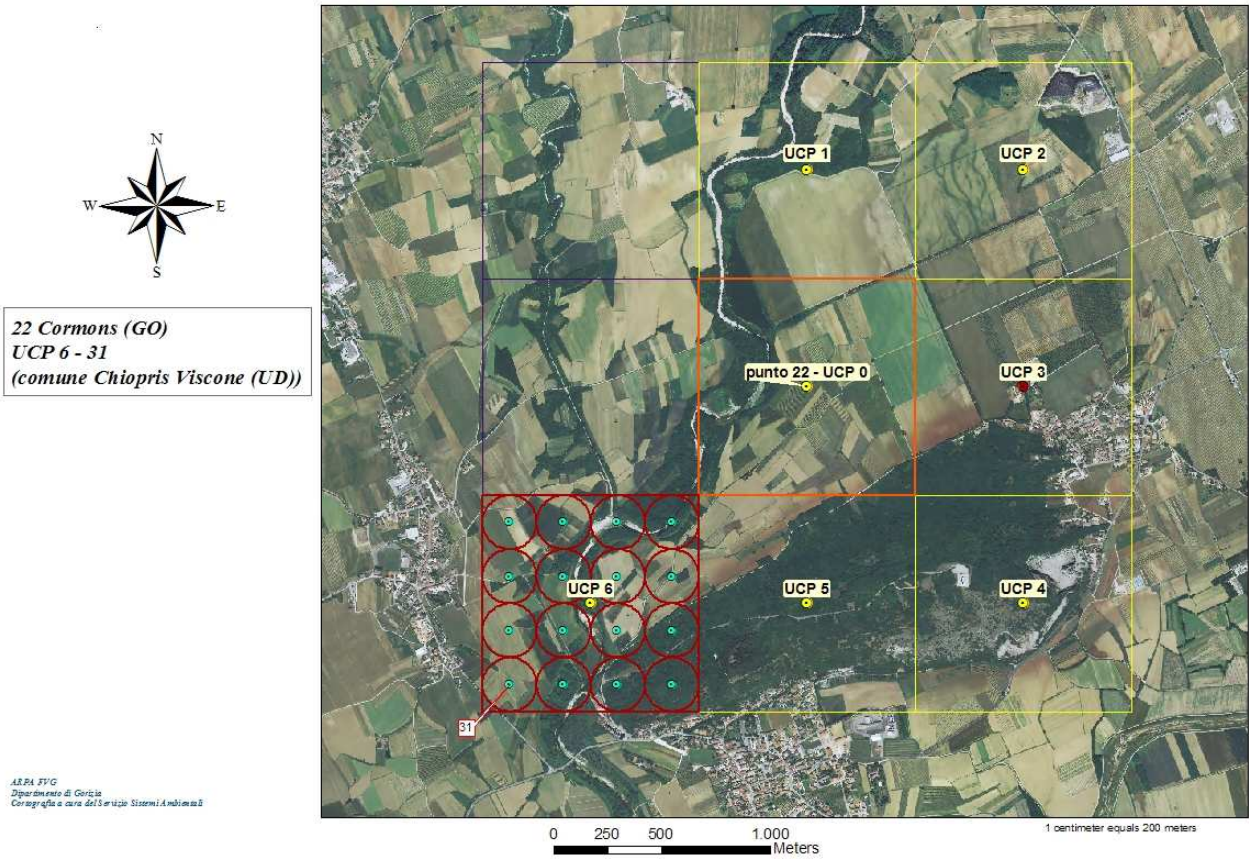 N
W E
S
22 Cormons (GO)
UCP 6 - 31
(comune Chiopris Viscone (UD))
UCP 1
UCP 2
punto 22 - UCP 0
UCP 3
UCP 6
UCP 5
UCP 4
31
ARPA FVG
Dipartimento di Gorizia
Cartografia a cura del Servizio Sistemi Ambientali
0 250 500 1.000
Meters
1 centimeter equals 200 meters